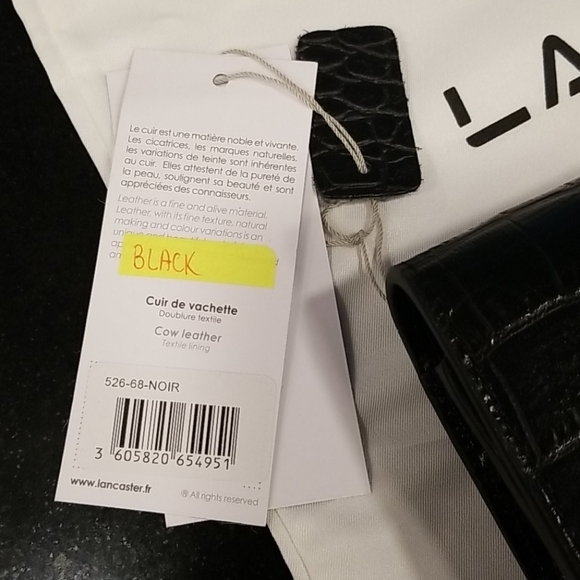 LA
Le cuir est une matière noble et vivante.
Les cicatrices, les marques naturelles,
les variations de teinte sont inhérentes
au cuir. Elles attestent de la pureté de
la peau, soulignent sa beauté et sont
appréciées des connaisseurs.
Leather is a fine and alive material.
Leather, with its fine texture, natural
making and colour variations is an
BLACK
Cuir de vachette
Doublure textile
Cow leather
Textile lining
526-68-NOIR
3 605820 654951
www.lancaster.fr
® All rights reserved